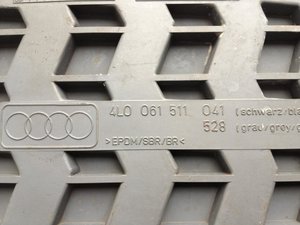 4L0 061 511 041 (schwarz/bla
528 (grau/grey/g
>EPDM/SBR/BR<